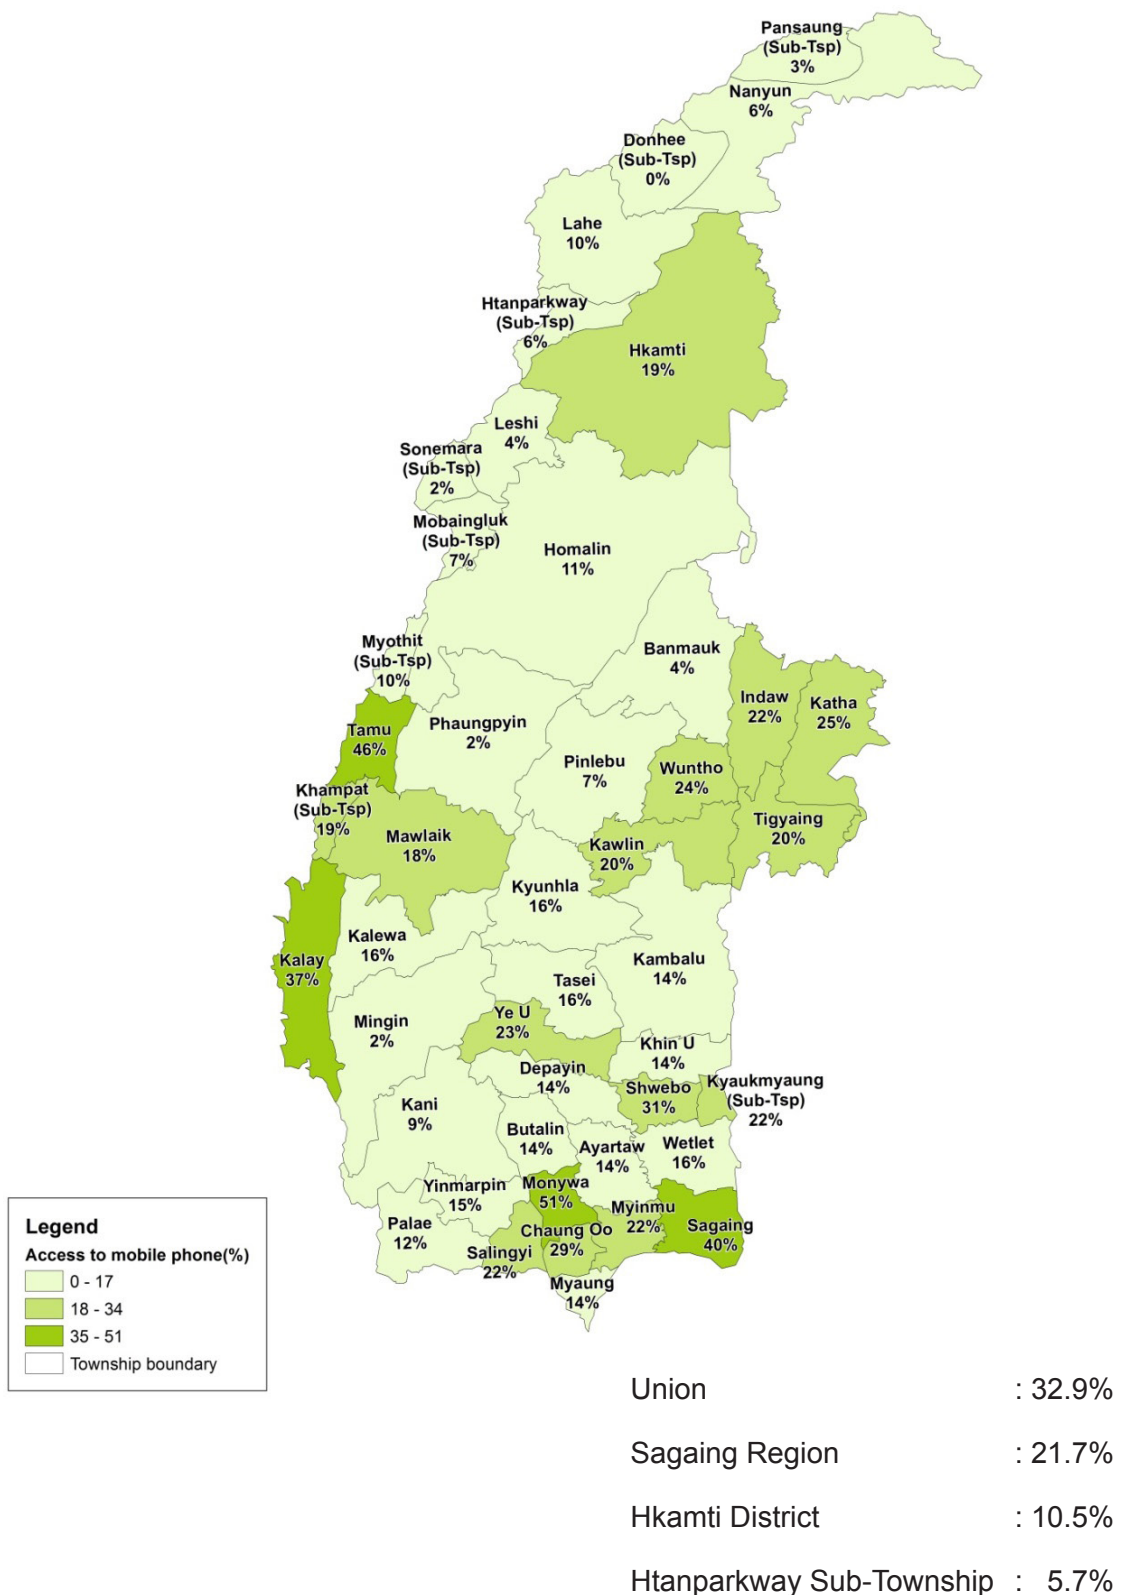 Pansaung
(Sub-Tsp)
3%
Nanyun
6%
Donhee
(Sub-Tsp)
0%
Lahe
10%
Htanparkway
(Sub-Tsp)
6%
Hkamti
19%
Leshi
4%
Sonemara
(Sub-Tsp)
2%
Mobaingluk
(Sub-Tsp)
7%
Homalin
11%
Myothit
(Sub-Tsp)
10%
Banmauk
4%
Indaw
22%
Katha
25%
Tamu
46%
Phaungpyin
2%
Pinlebu
7%
Wuntho
24%
Khampat
(Sub-Tsp)
19%
Mawlaik
18%
Kawlin
20%
Tigyaing
20%
Kyunhla
16%
Kalewa
16%
Kalay
37%
Kambalu
14%
Tasei
16%
Mingin
2%
Ye U
23%
Khin U
14%
Depayin
14%
Shwebo
31%
Kyaukmyaung
(Sub-Tsp)
22%
Kani
9%
Butalin
14%
Ayartaw
14%
Wetlet
16%
Yinmarpin
15%
Monywa
51%
Myinmu
22%
Sagaing
40%
Palae
12%
Salingyi
22%
Chaung Oo
29%
Myaung
14%
Legend
Access to mobile phone(%)
0 - 17
18 - 34
35 - 51
Township boundary
Union : 32.9%
Sagaing Region : 21.7%
Hkamti District : 10.5%
Htanparkway Sub-Township : 5.7%